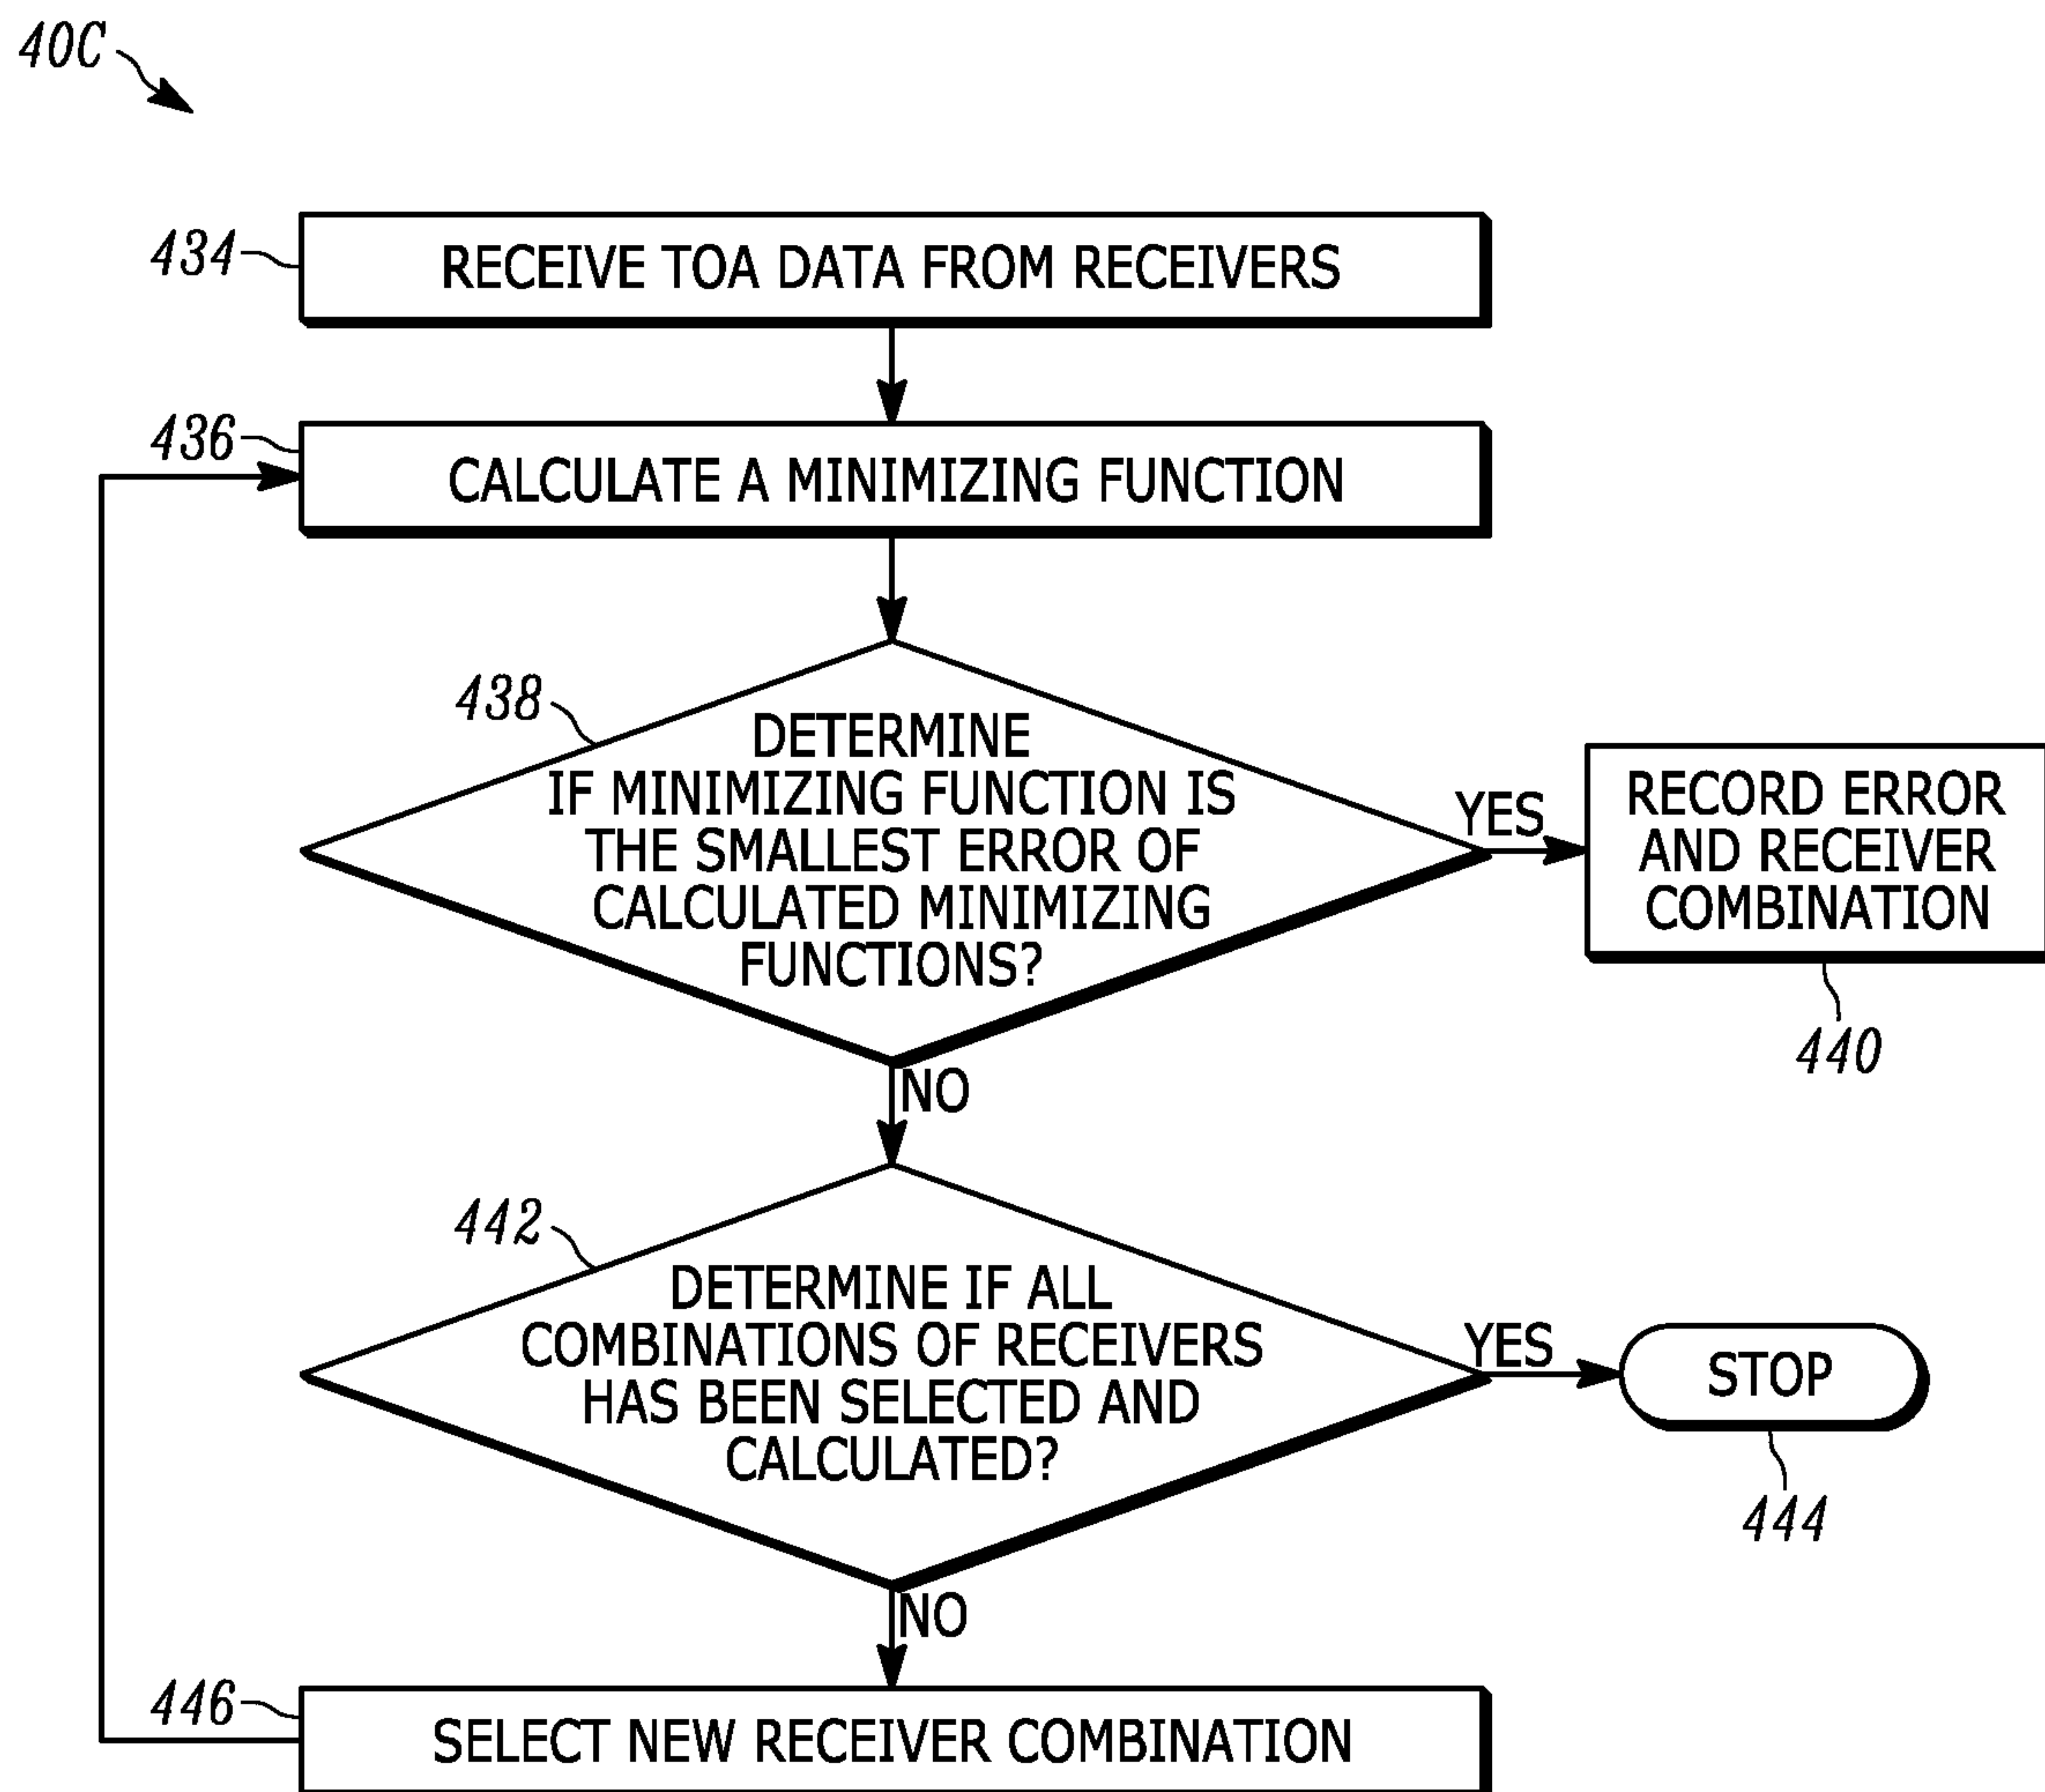 40C
434
RECEIVE TOA DATA FROM RECEIVERS
436
CALCULATE A MINIMIZING FUNCTION
438
DETERMINE
IF MINIMIZING FUNCTION IS
THE SMALLEST ERROR OF
CALCULATED MINIMIZING
FUNCTIONS?
YES
RECORD ERROR
AND RECEIVER
COMBINATION
440
NO
442
DETERMINE IF ALL
COMBINATIONS OF RECEIVERS
HAS BEEN SELECTED AND
CALCULATED?
YES
STOP
444
NO
446
SELECT NEW RECEIVER COMBINATION